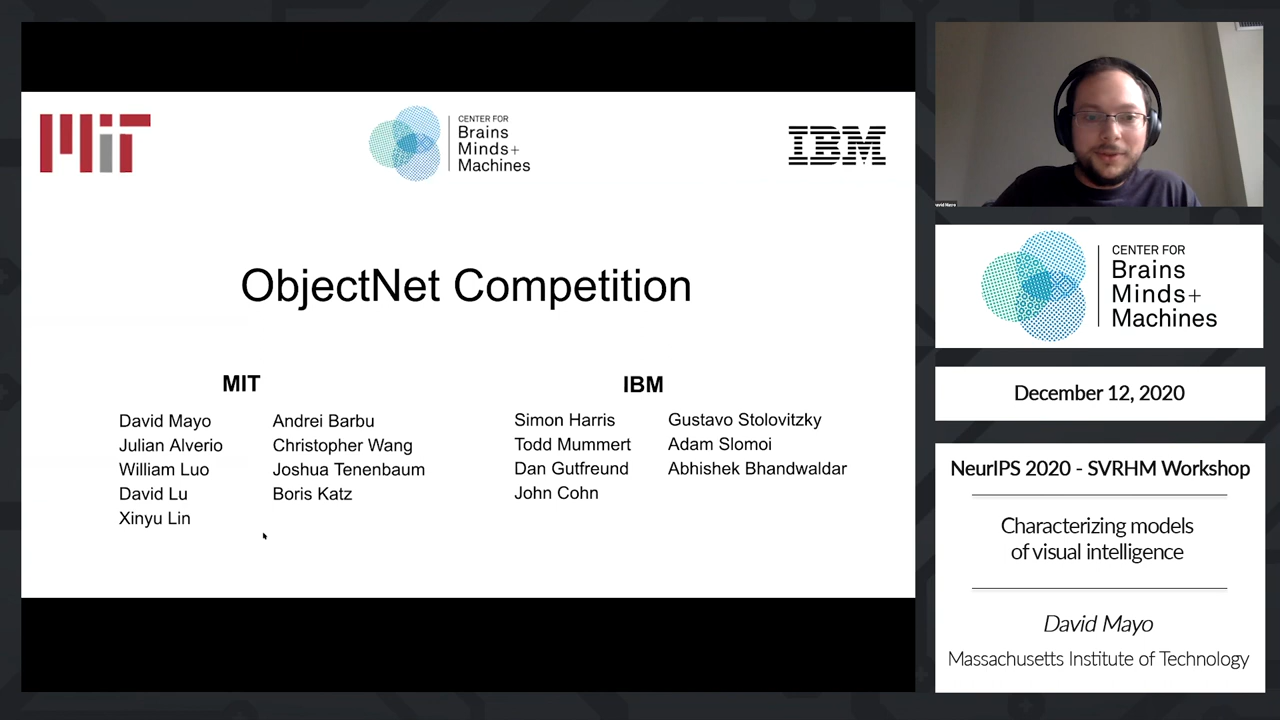 MiT
CENTER FOR
Brains
Minds+
Machines
IBM
ObjectNet Competition
MIT
David Mayo
Julian Alverio
William Luo
David Lu
Xinyu Lin
Andrei Barbu
Christopher Wang
Joshua Tenenbaum
Boris Katz
IBM
Simon Harris
Todd Mummert
Dan Gutfreund
John Cohn
Gustavo Stolovitzky
Adam Slomoi
Abhishek Bhandwaldar
David Mayo
CENTER FOR
Brains
Minds+
Machines
December 12, 2020
NeurIPS 2020 - SVRHM Workshop
Characterizing models
of visual intelligence
David Mayo
Massachusetts Institute of Technology